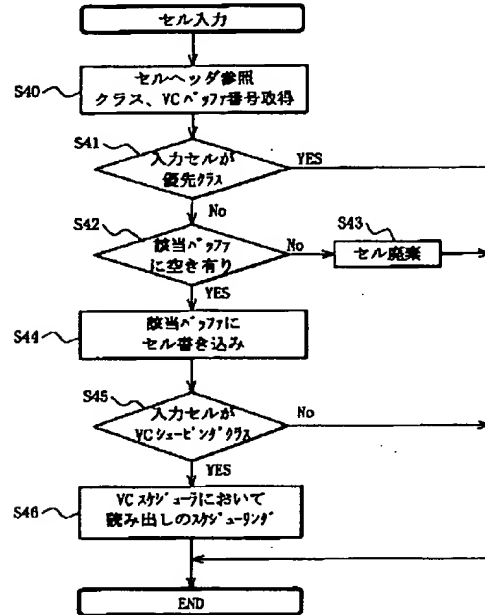 セル入力
S40
セルヘッダ参照
クラス、VCバッファ番号取得
S41
入力セルが
優先クラス
YES
No
S42
該当バッファ
に空き有り
No
S43
セル廃棄
YES
S44
該当バッファに
セル書き込み
S45
入力セルが
VCシェーピングクラス
No
YES
S46
VCスケジューラにおいて
読み出しのスケジューリング
END